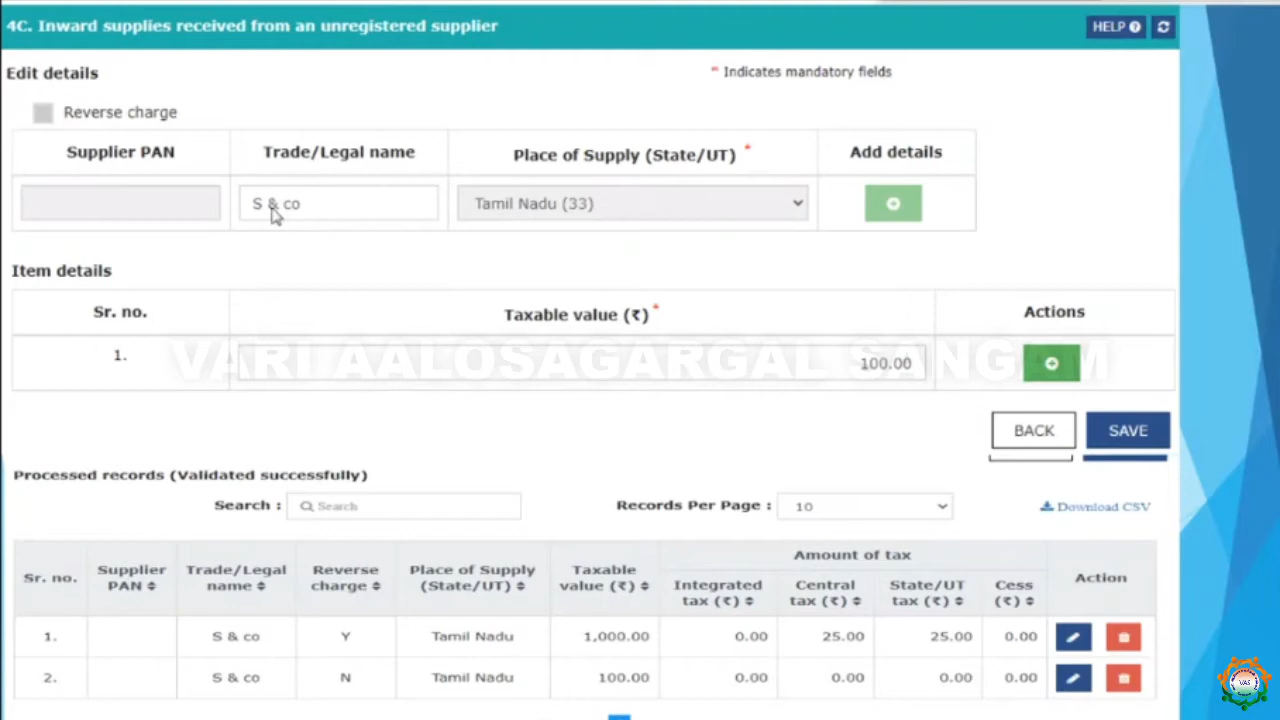 4C. Inward supplies received from an unregistered supplier
HELP
Edit details
* Indicates mandatory fields
Reverse charge
Supplier PAN Trade/Legal name Place of Supply (State/UT) * Add details
S & co Tamil Nadu (33)
Item details
Sr. no. Taxable value (₹) * Actions
1. 100.00
VARI AALOSAGARGAL SANGAM
BACK SAVE
Processed records (Validated successfully)
Search : Search Records Per Page : 10 Download CSV
Sr. no. Supplier PAN Trade/Legal name Reverse charge Place of Supply (State/UT) Taxable value (₹) Amount of tax Action
Integrated tax (₹) Central tax (₹) State/UT tax (₹) Cess (₹)
1. S & co Y Tamil Nadu 1,000.00 0.00 25.00 25.00 0.00
2. S & co N Tamil Nadu 100.00 0.00 0.00 0.00 0.00
VAS